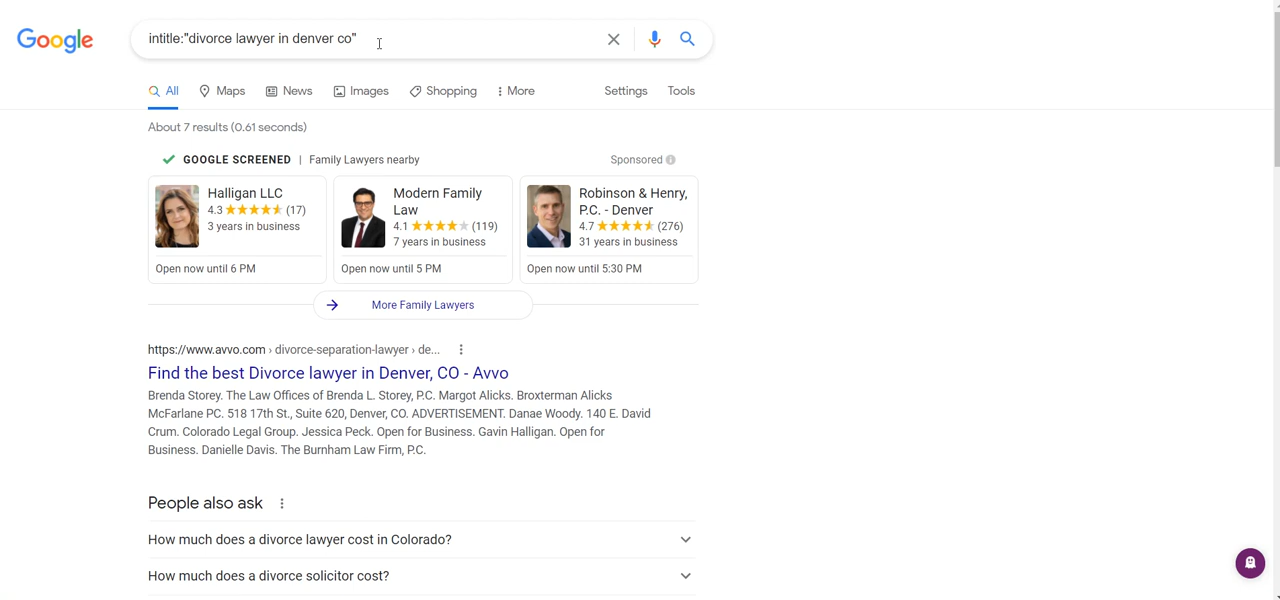 Google
intitle:"divorce lawyer in denver co"
All
Maps
News
Images
Shopping
More
Settings
Tools
About 7 results (0.61 seconds)
GOOGLE SCREENED | Family Lawyers nearby
Sponsored
Halligan LLC
4.3 (17)
3 years in business
Open now until 6 PM
Modern Family
Law
4.1 (119)
7 years in business
Open now until 5 PM
Robinson & Henry,
P.C. - Denver
4.7 (276)
31 years in business
Open now until 5:30 PM
More Family Lawyers
https://www.avvo.com › divorce-separation-lawyer › de...
Find the best Divorce lawyer in Denver, CO - Avvo
Brenda Storey. The Law Offices of Brenda L. Storey, P.C. Margot Alicks. Broxterman Alicks
McFarlane PC. 518 17th St., Suite 620, Denver, CO. ADVERTISEMENT. Danae Woody. 140 E. David
Crum. Colorado Legal Group. Jessica Peck. Open for Business. Gavin Halligan. Open for
Business. Danielle Davis. The Burnham Law Firm, P.C.
People also ask
How much does a divorce lawyer cost in Colorado?
How much does a divorce solicitor cost?